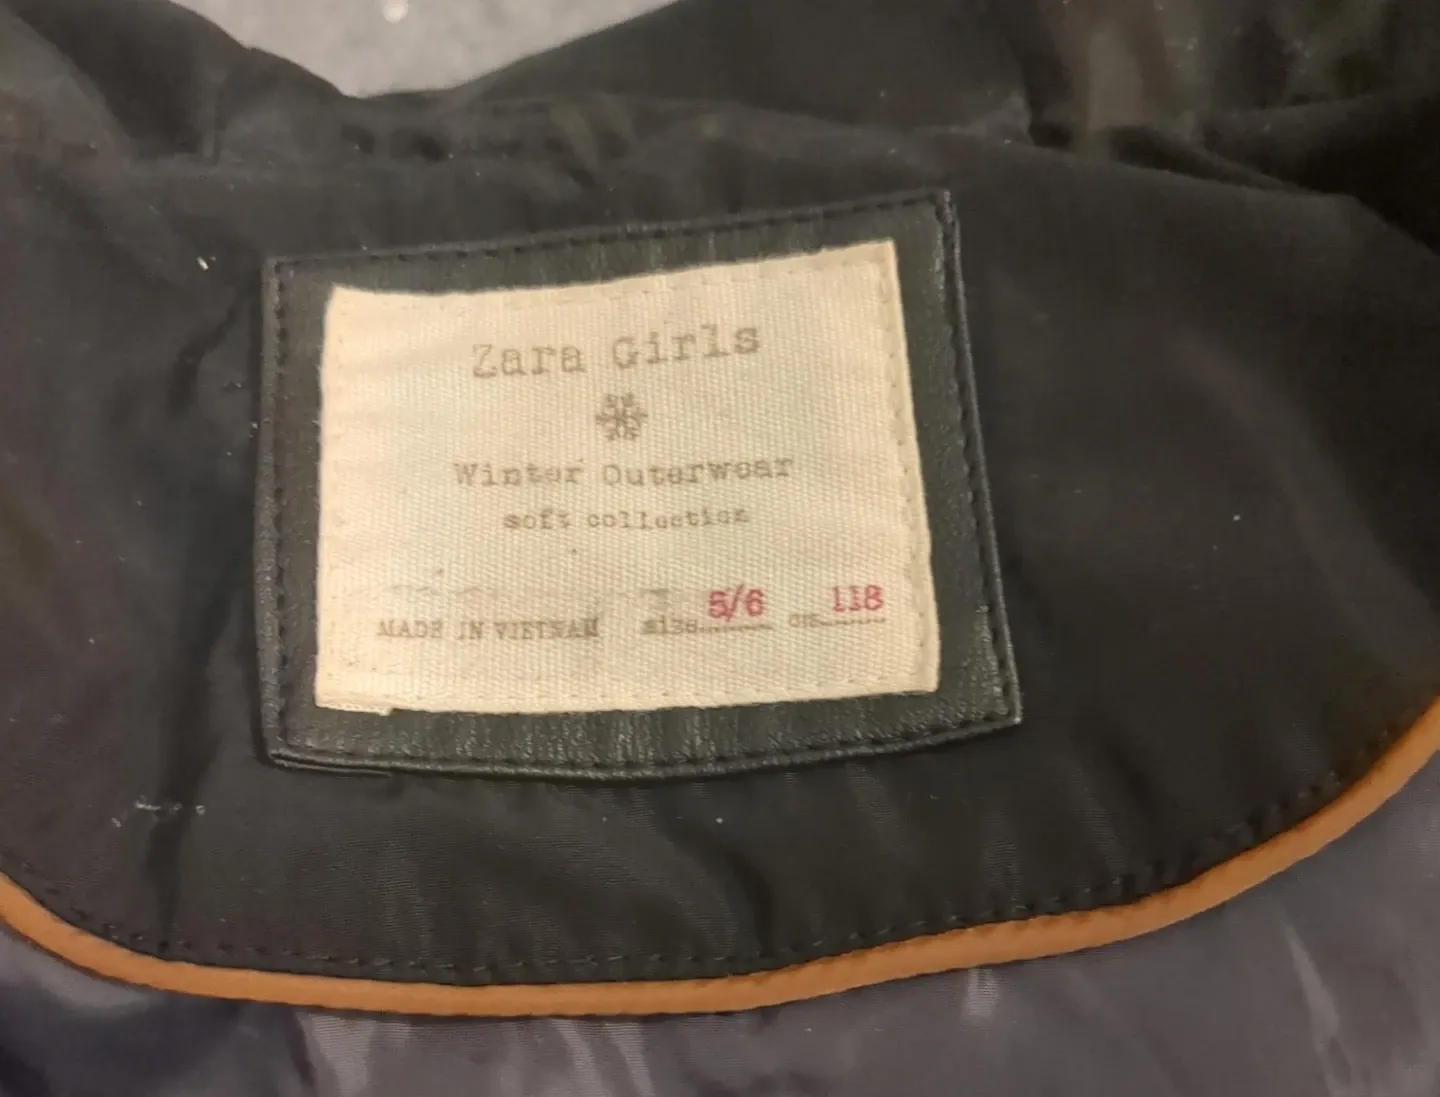 Zara Girls
Winter Outerwear
soft collection
MADE IN VIETNAM size 5/6 cm 118